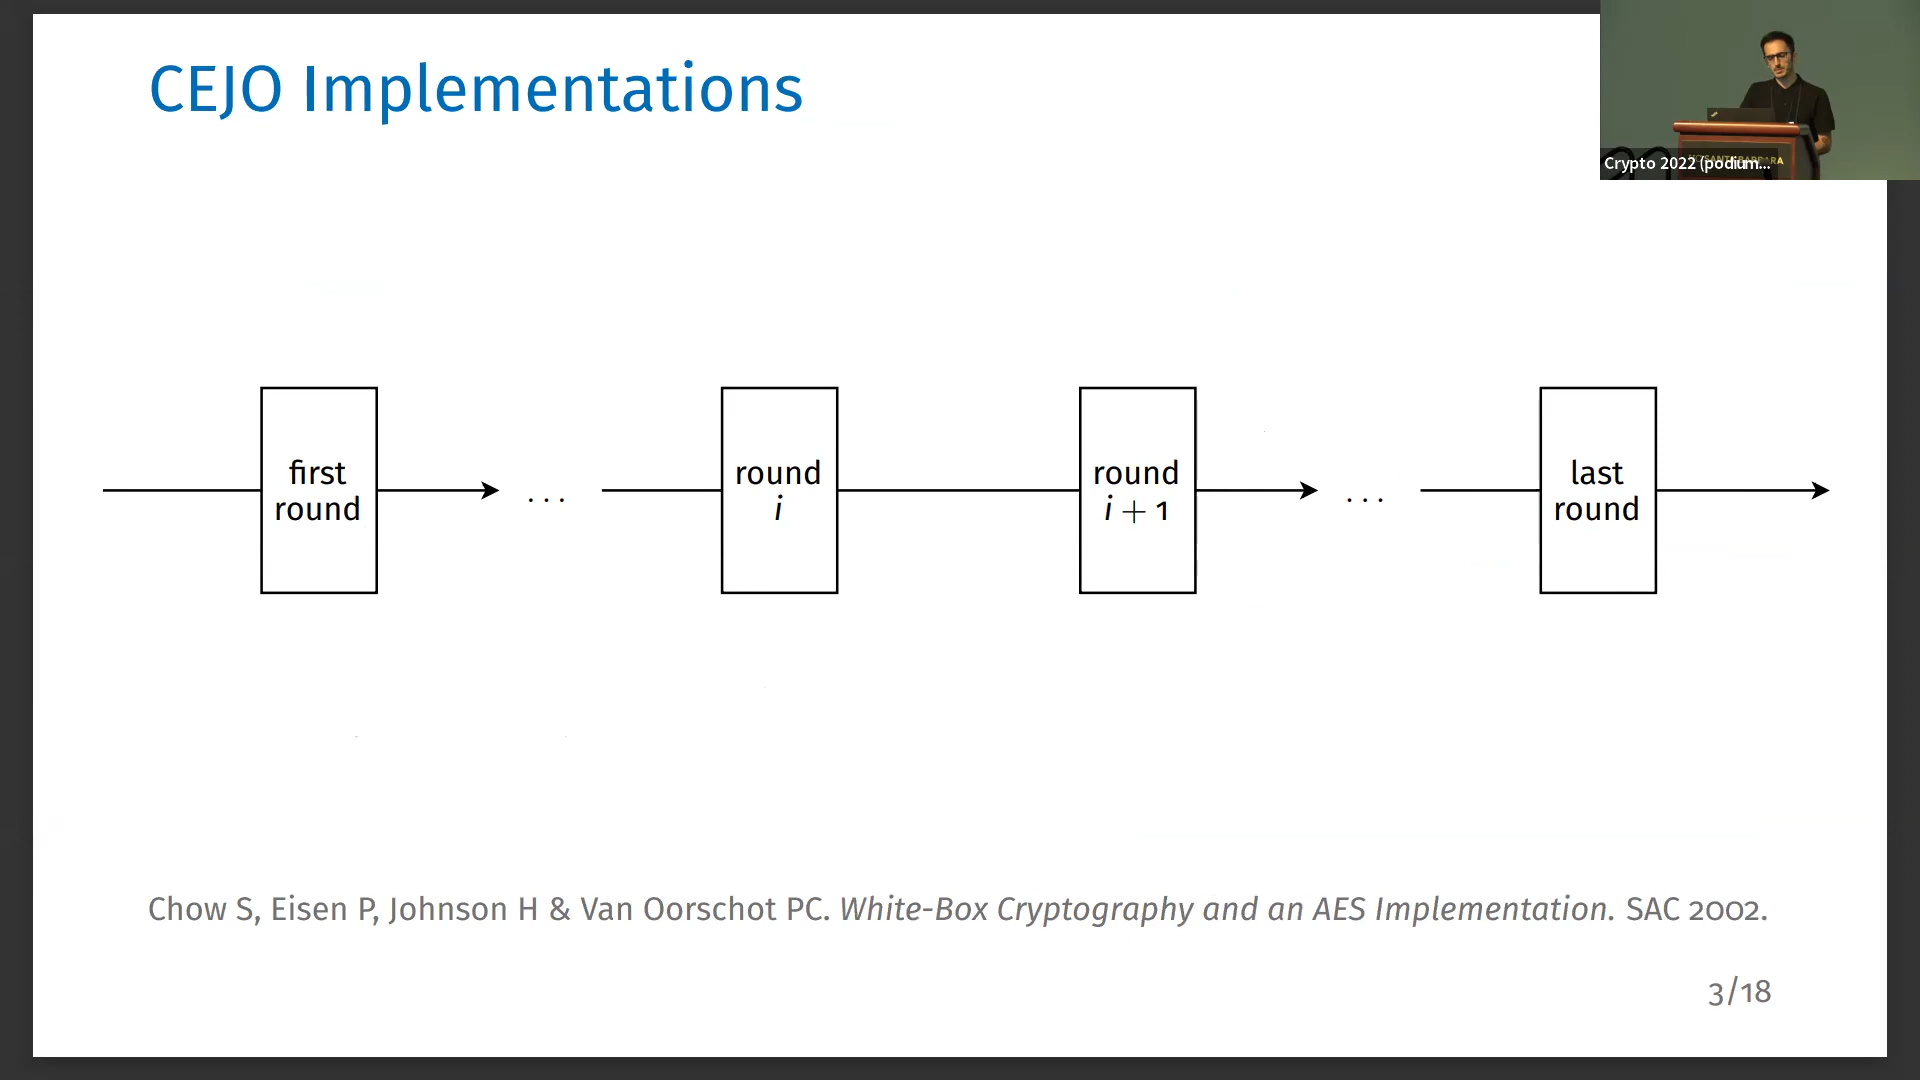 CEJO Implementations
Crypto 2022 (podium...
first
round
. . .
round
i
round
i + 1
. . .
last
round
Chow S, Eisen P, Johnson H & Van Oorschot PC. White-Box Cryptography and an AES Implementation. SAC 2002.
3/18